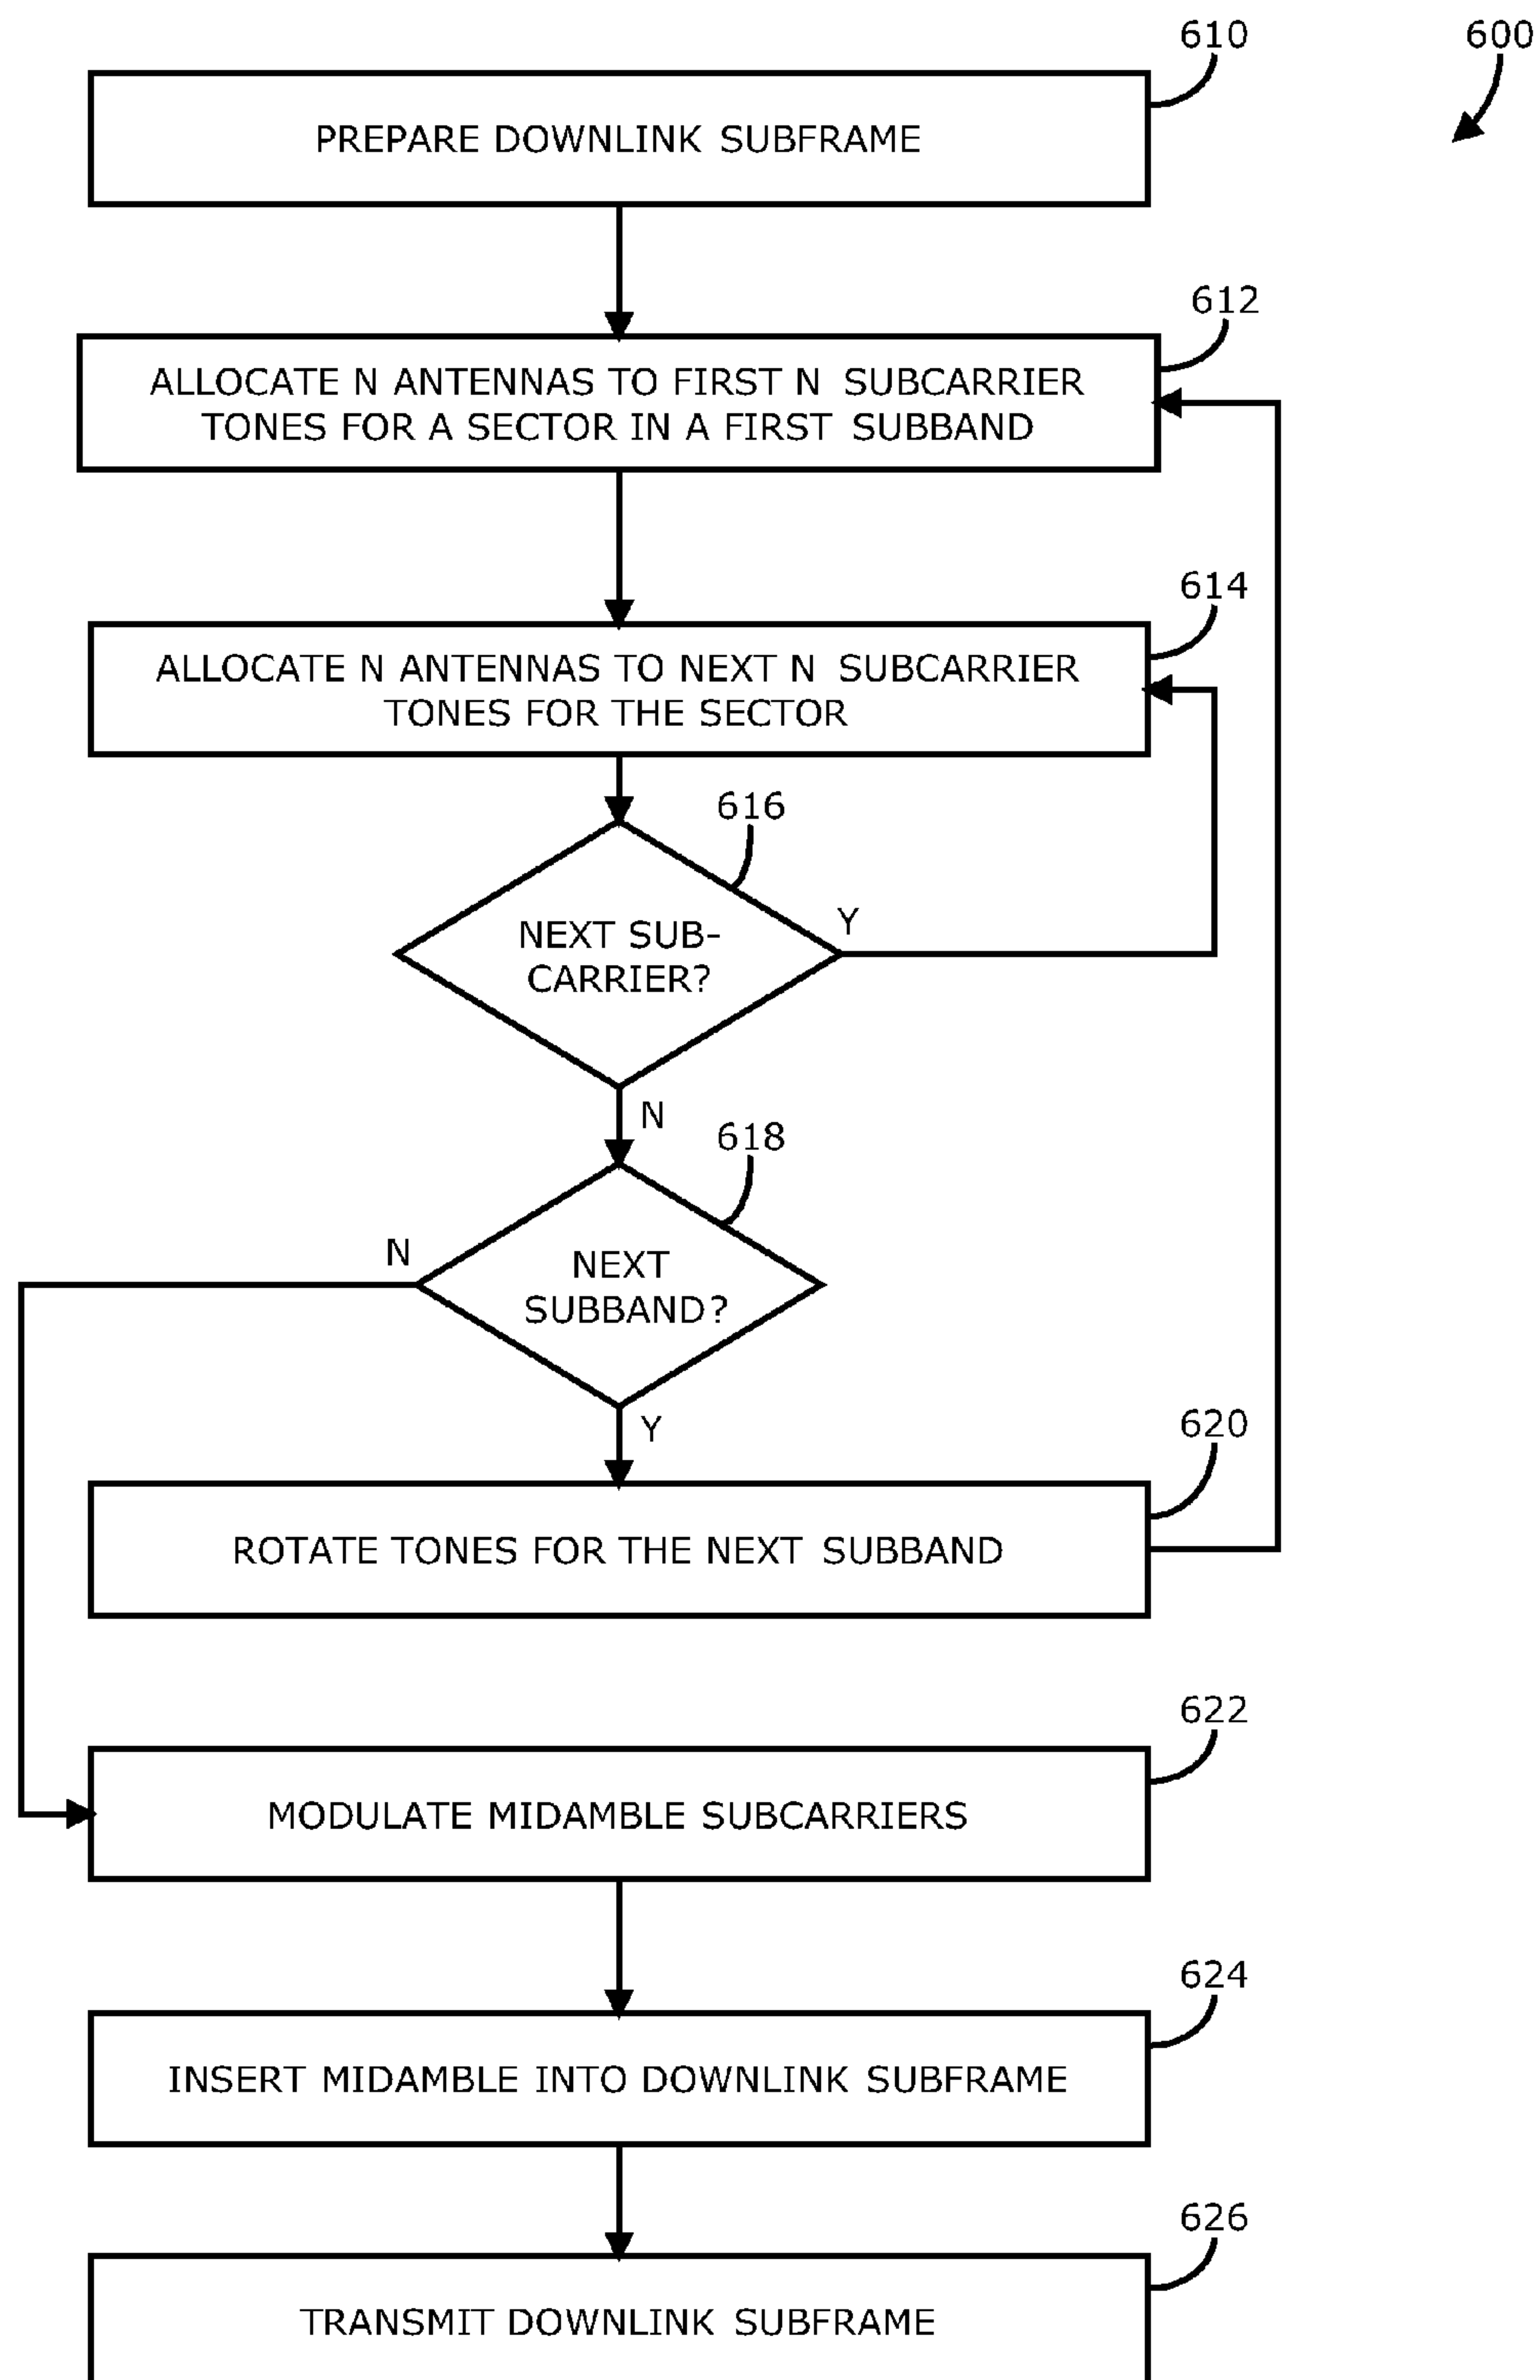 610
600
PREPARE DOWNLINK SUBFRAME
612
ALLOCATE N ANTENNAS TO FIRST N SUBCARRIER
TONES FOR A SECTOR IN A FIRST SUBBAND
614
ALLOCATE N ANTENNAS TO NEXT N SUBCARRIER
TONES FOR THE SECTOR
616
NEXT SUB-
CARRIER?
Y
N
618
NEXT
SUBBAND?
N
Y
620
ROTATE TONES FOR THE NEXT SUBBAND
622
MODULATE MIDAMBLE SUBCARRIERS
624
INSERT MIDAMBLE INTO DOWNLINK SUBFRAME
626
TRANSMIT DOWNLINK SUBFRAME